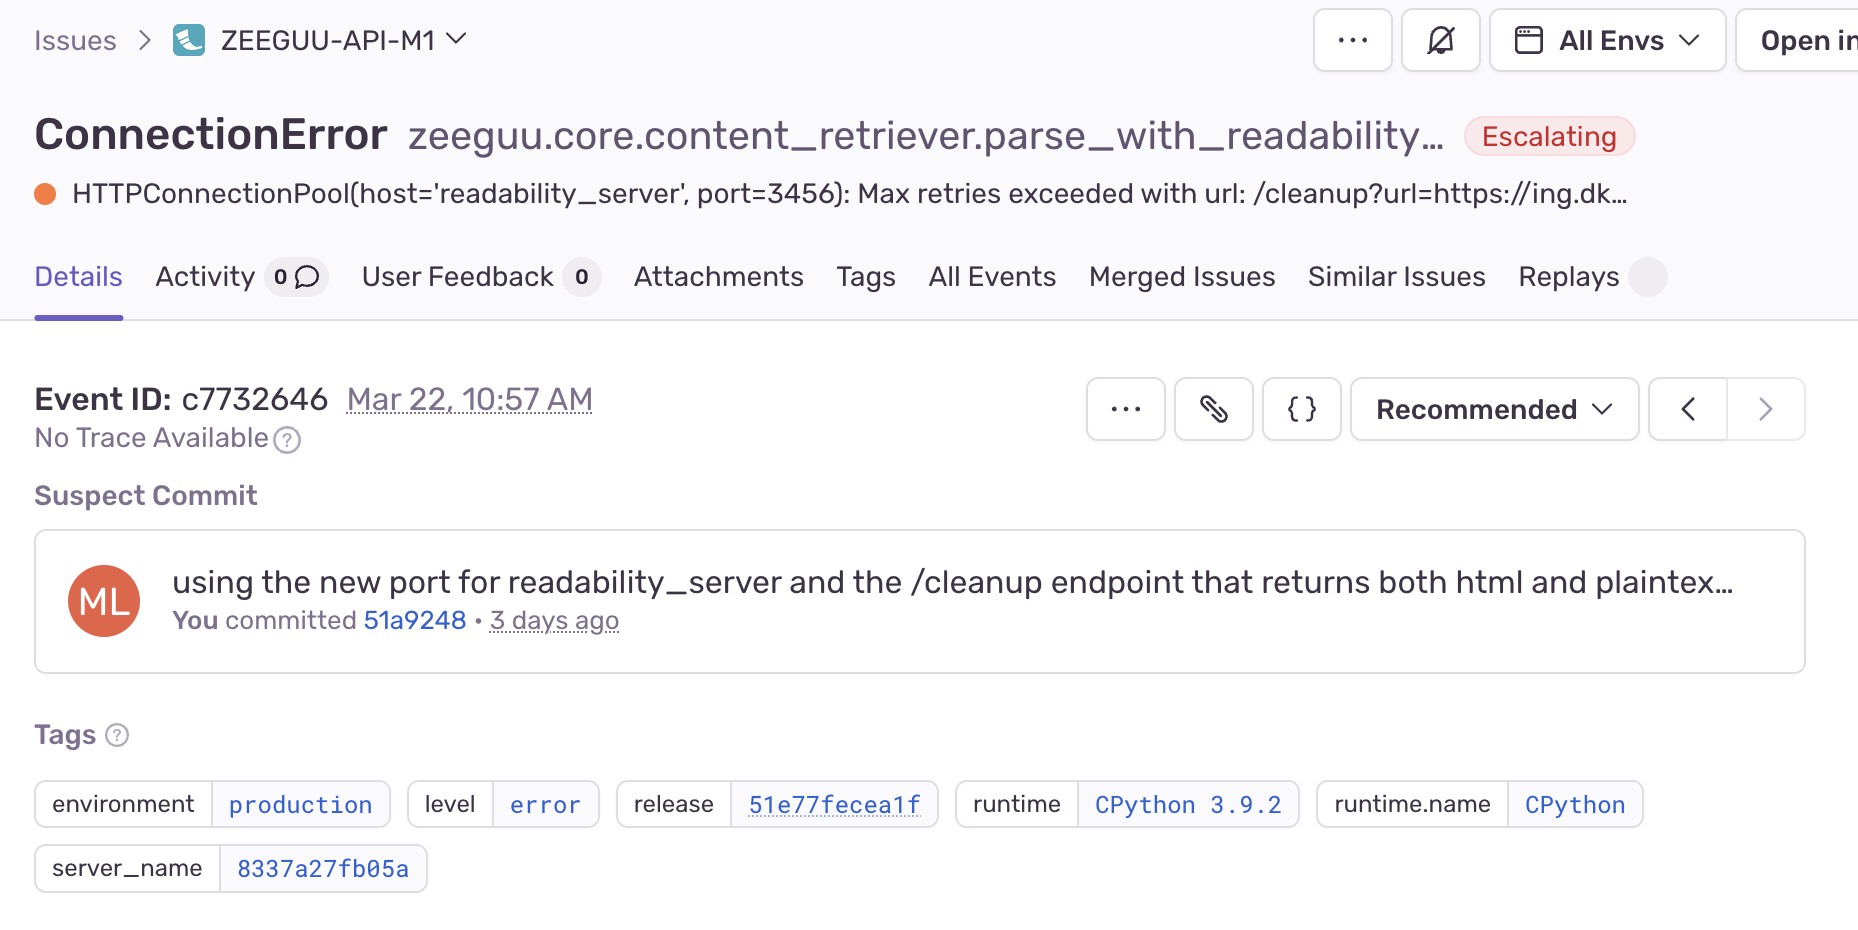 Issues > ZEEGUU-API-M1
All Envs
Open in
ConnectionError zeeguu.core.content_retriever.parse_with_readability... Escalating
HTTPConnectionPool(host='readability_server', port=3456): Max retries exceeded with url: /cleanup?url=https://ing.dk...
Details Activity 0 User Feedback 0 Attachments Tags All Events Merged Issues Similar Issues Replays
Event ID: c7732646 Mar 22, 10:57 AM
Recommended
No Trace Available ?
Suspect Commit
ML
using the new port for readability_server and the /cleanup endpoint that returns both html and plaintex...
You committed 51a9248 • 3 days ago
Tags ?
environment production level error release 51e77fecea1f runtime CPython 3.9.2 runtime.name CPython
server_name 8337a27fb05a